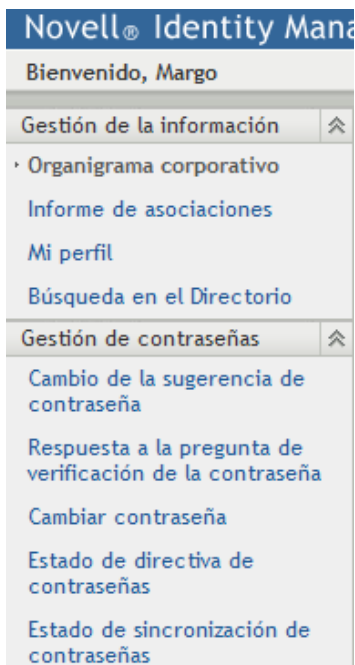 Novell® Identity Mana
Bienvenido, Margo
Gestión de la información
Organigrama corporativo
Informe de asociaciones
Mi perfil
Búsqueda en el Directorio
Gestión de contraseñas
Cambio de la sugerencia de
contraseña
Respuesta a la pregunta de
verificación de la contraseña
Cambiar contraseña
Estado de directiva de
contraseñas
Estado de sincronización de
contraseñas